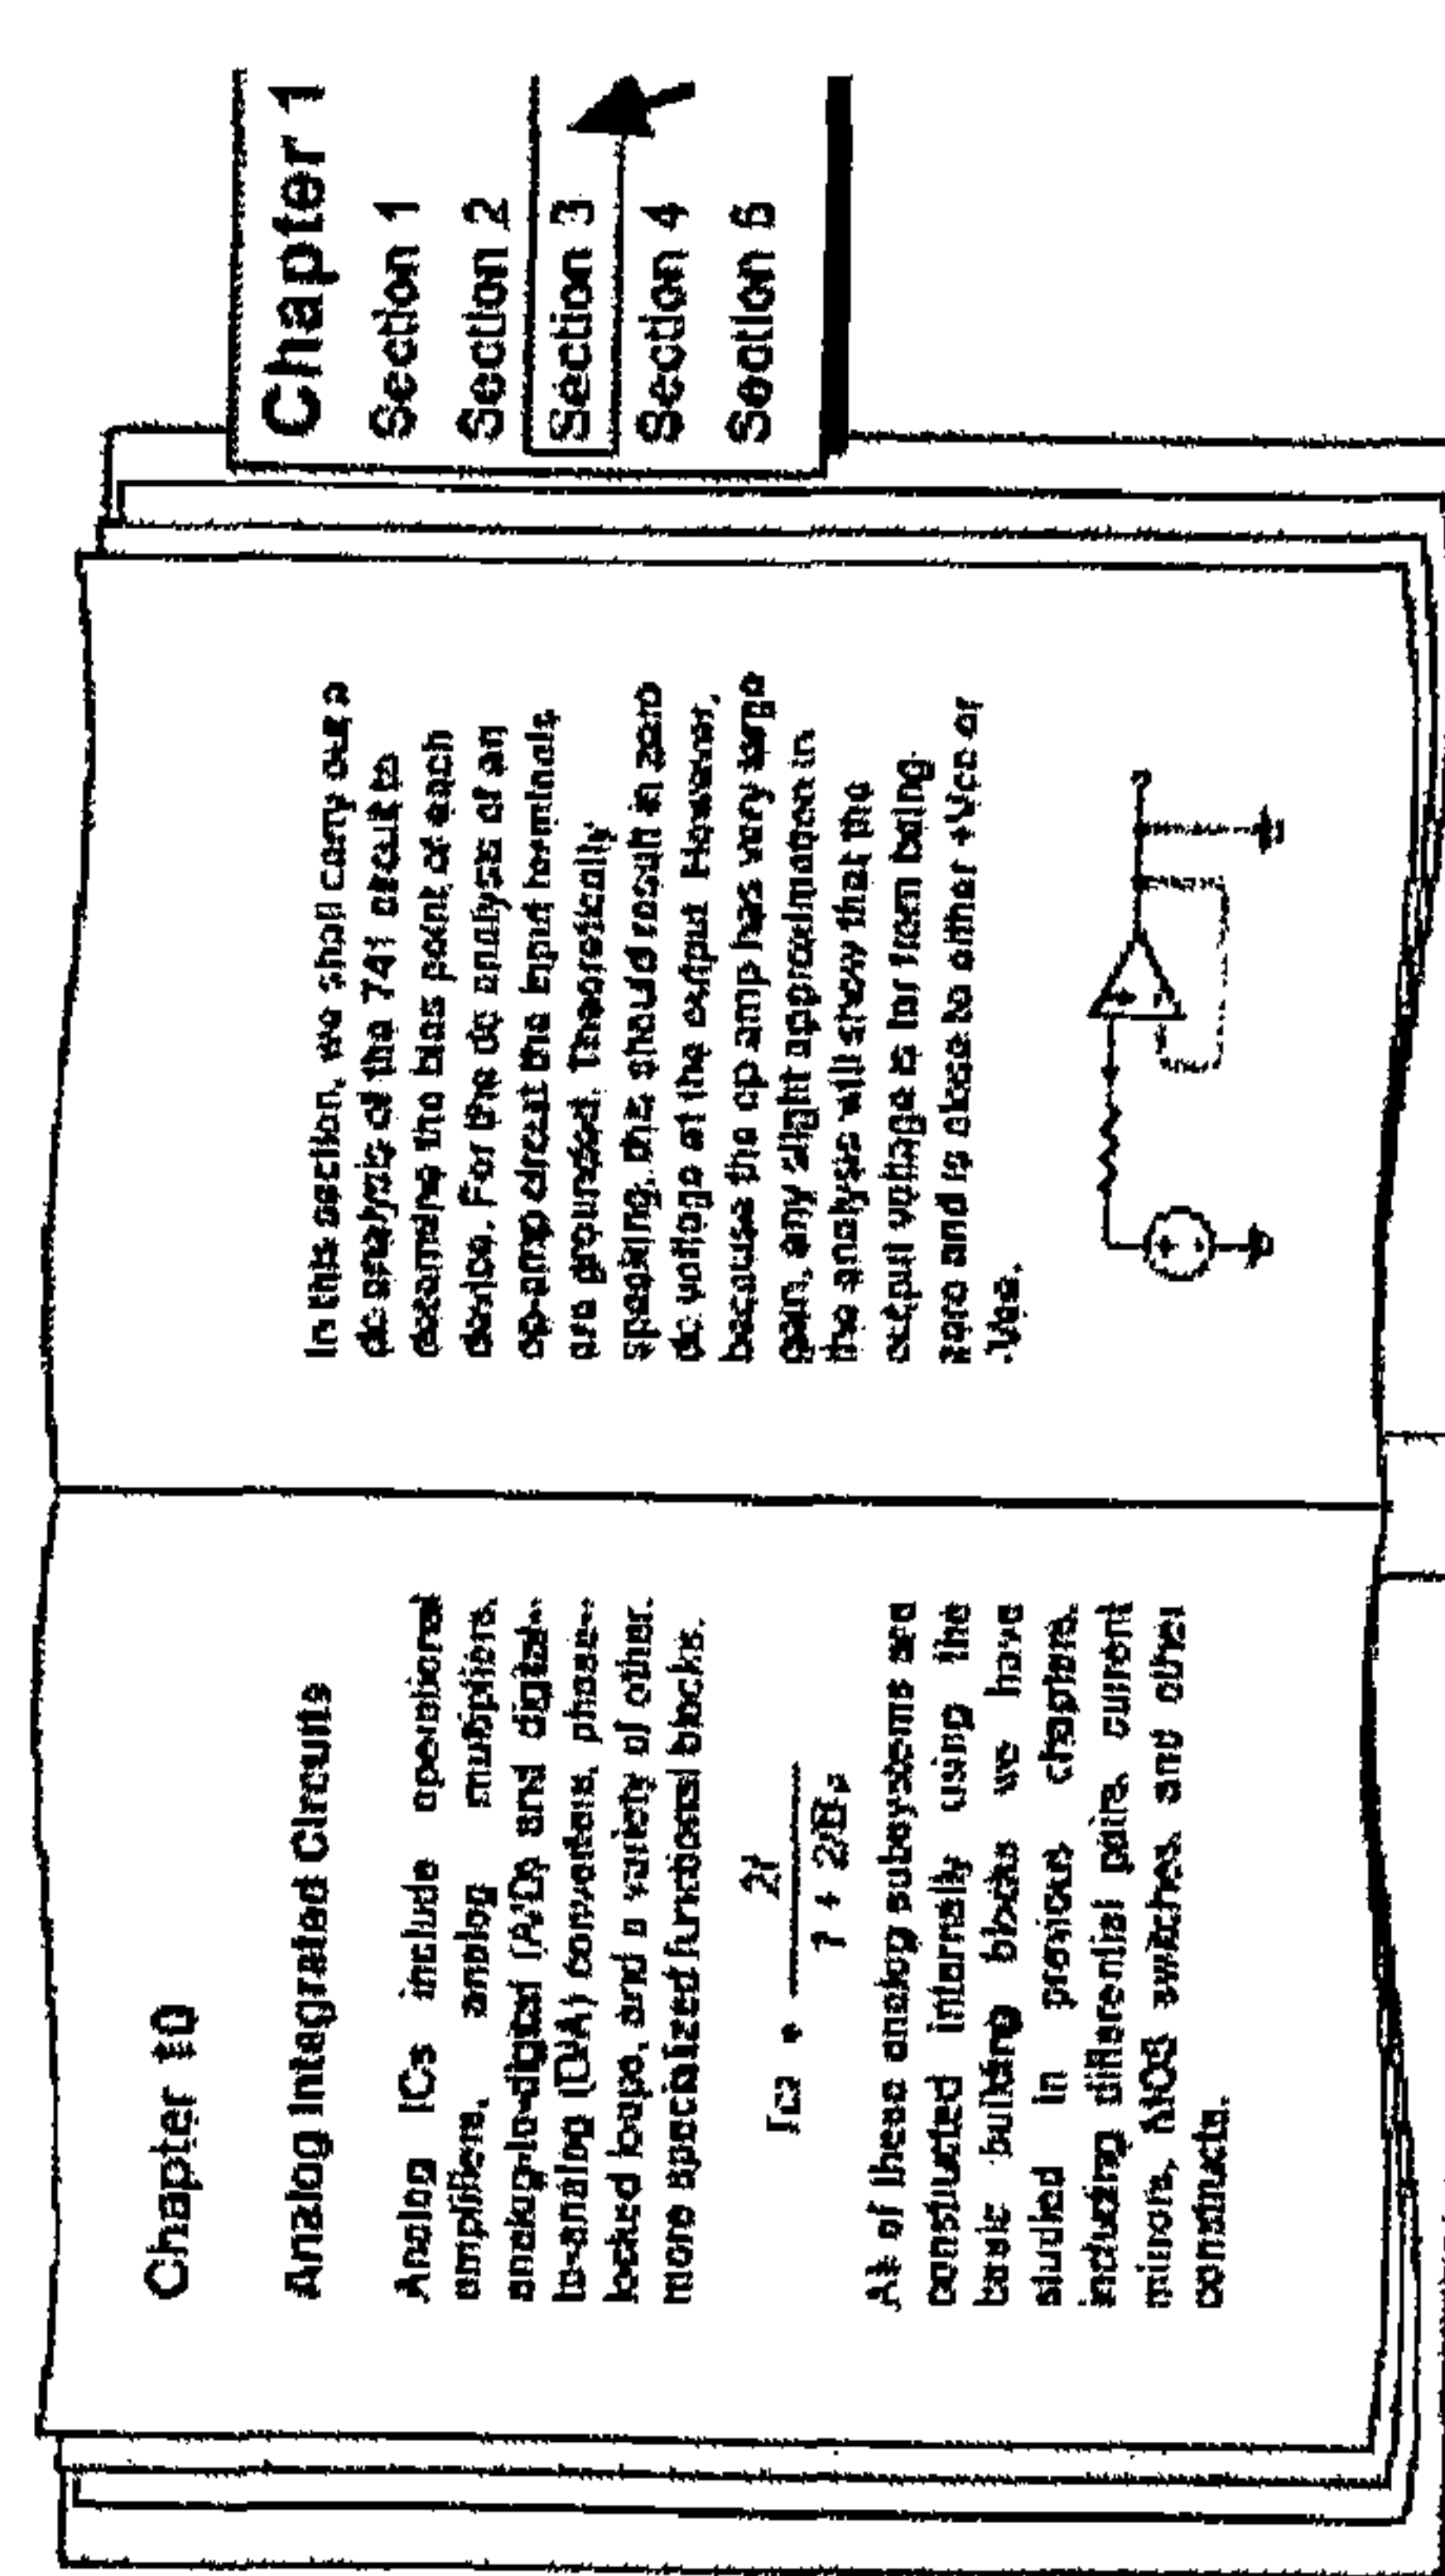 Chapter 10
Analog Integrated Circuits
Analog ICs include operational
amplifiers, analog multipliers,
analog-to-digital (A/D) and digital-
to-analog (D/A) converters, phase-
locked loops, and a variety of other,
more specialized functional blocks.
2I
1 + 2/β
All of these analog subsystems are
constructed internally using the
basic building blocks we have
studied in previous chapters,
including differential pairs, current
mirrors, MOS switches, and other
In this section, we shall carry out a
dc analysis of the 741 circuit to
determine the bias point of each
device. For the dc analysis of an
op-amp circuit the input terminals
are grounded. Theoretically
speaking, this should result in zero
dc voltage at the output. However,
because the op amp has very large
gain, any slight approximation in
the analysis will show that the
output voltage is far from being
zero and is close to either +Vcc or
-Vee.
Chapter 1
Section 1
Section 2
Section 3
Section 4
Section 5